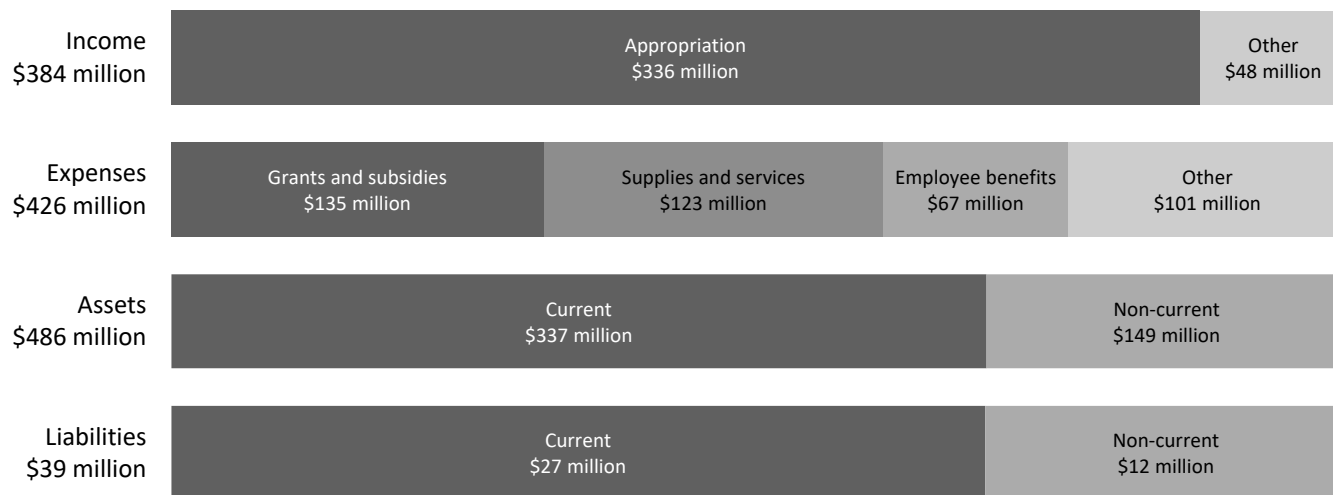 Income
$384 million
Appropriation
$336 million
Other
$48 million
Expenses
$426 million
Grants and subsidies
$135 million
Supplies and services
$123 million
Employee benefits
$67 million
Other
$101 million
Assets
$486 million
Current
$337 million
Non-current
$149 million
Liabilities
$39 million
Current
$27 million
Non-current
$12 million